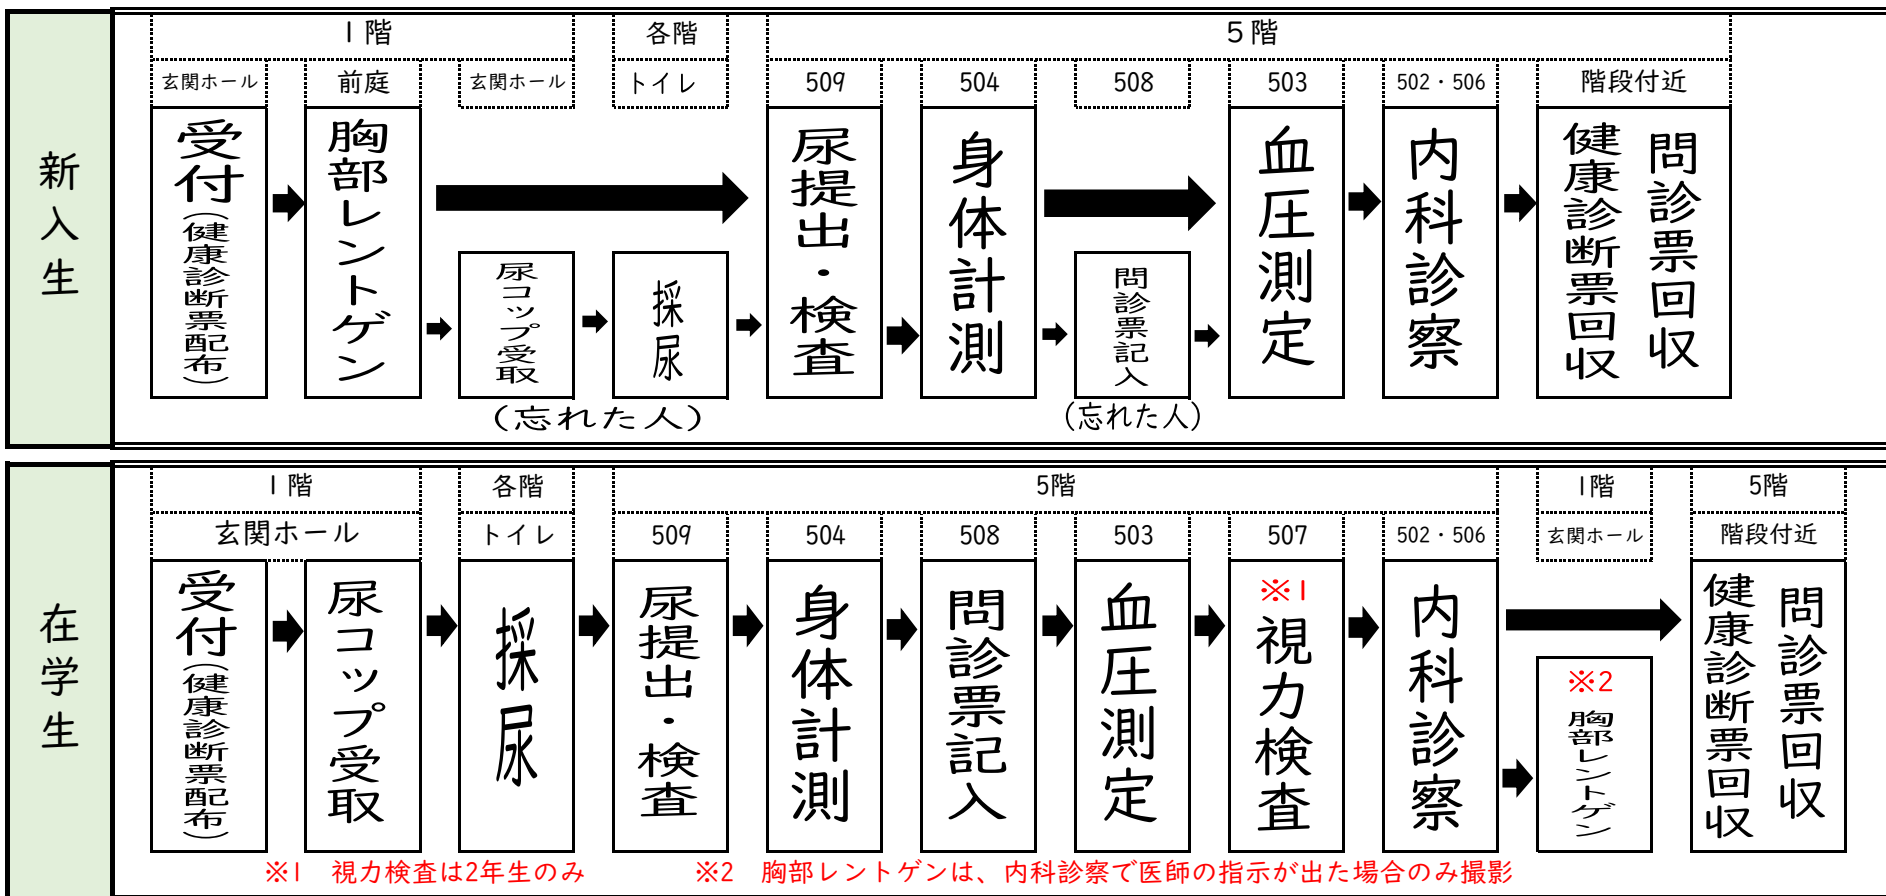 新入生
1階
各階
5階
玄関ホール
前庭
玄関ホール
トイレ
509
504
508
503
502・506
階段付近
受付(健康診断票配布)
胸部レントゲン
尿コップ受取
採尿
(忘れた人)
尿提出・検査
身体計測
問診票記入
(忘れた人)
血圧測定
内科診察
問診票回収
健康診断票回収
在学生
1階
各階
5階
1階
5階
玄関ホール
トイレ
509
504
508
503
507
502・506
玄関ホール
階段付近
受付(健康診断票配布)
尿コップ受取
採尿
尿提出・検査
身体計測
問診票記入
血圧測定
※1
視力検査
内科診察
※2
胸部レントゲン
問診票回収
健康診断票回収
※1 視力検査は2年生のみ
※2 胸部レントゲンは、内科診察で医師の指示が出た場合のみ撮影